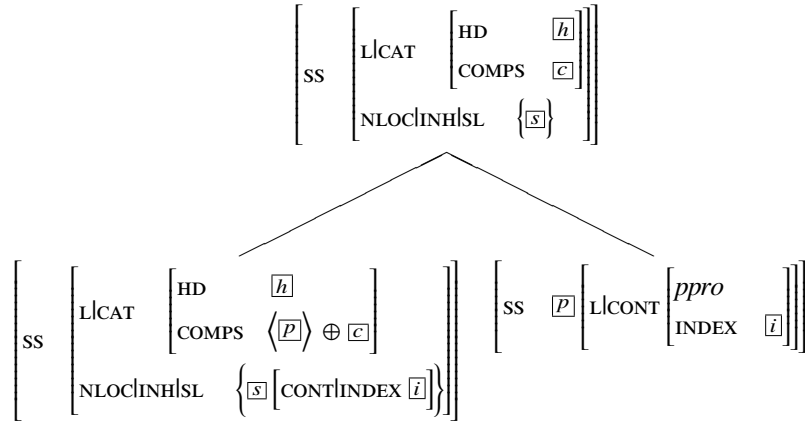 HD h
L|CAT
COMPS c
SS
NLOC|INH|SL { s }
HD h
L|CAT
COMPS ⟨ p ⟩ ⊕ c
SS
NLOC|INH|SL { s [CONT|INDEX i ] }
ppro
SS p L|CONT
INDEX i